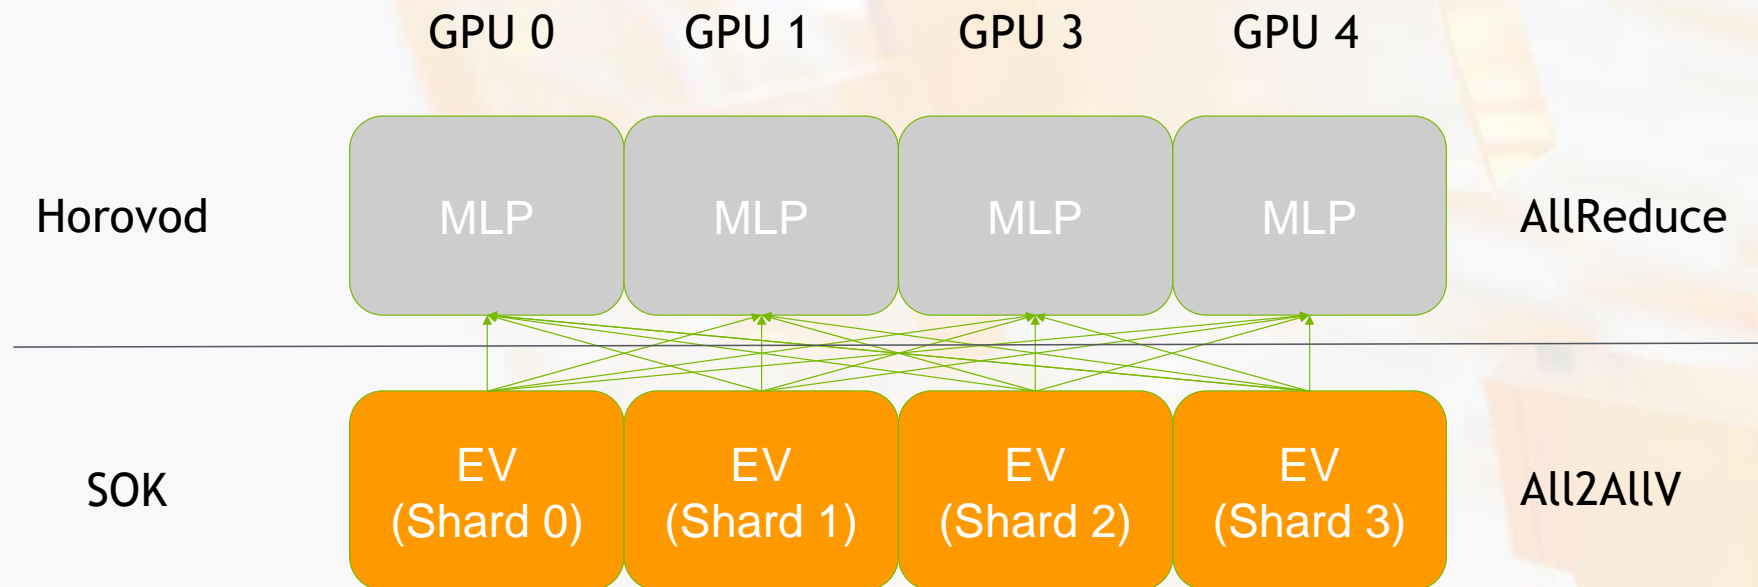 GPU 0 GPU 1 GPU 3 GPU 4
Horovod MLP MLP MLP MLP AllReduce
EV EV EV EV
SOK All2AllV
(Shard 0) (Shard 1) (Shard 2) (Shard 3)